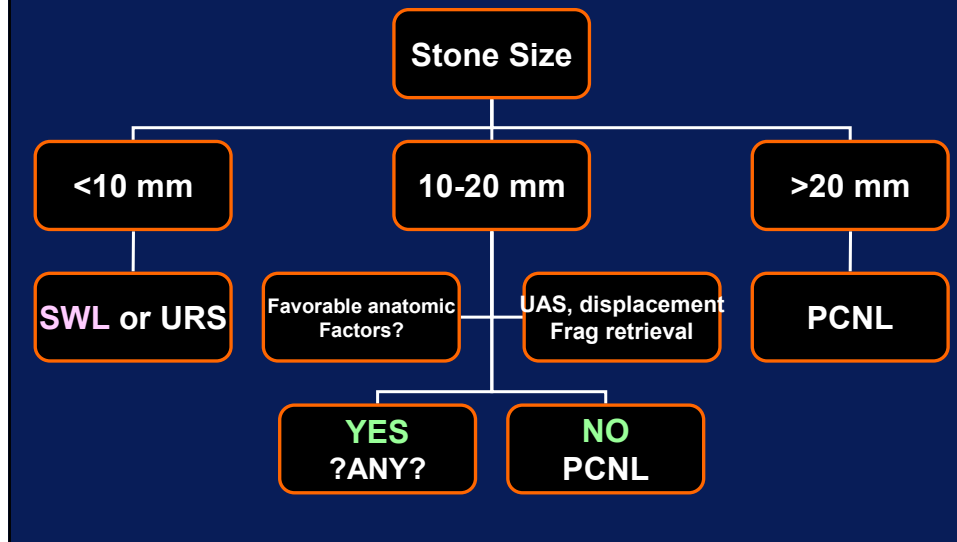 Stone Size
<10 mm
10-20 mm
>20 mm
SWL or URS
Favorable anatomic
Factors?
UAS, displacement
Frag retrieval
PCNL
YES
?ANY?
NO
PCNL